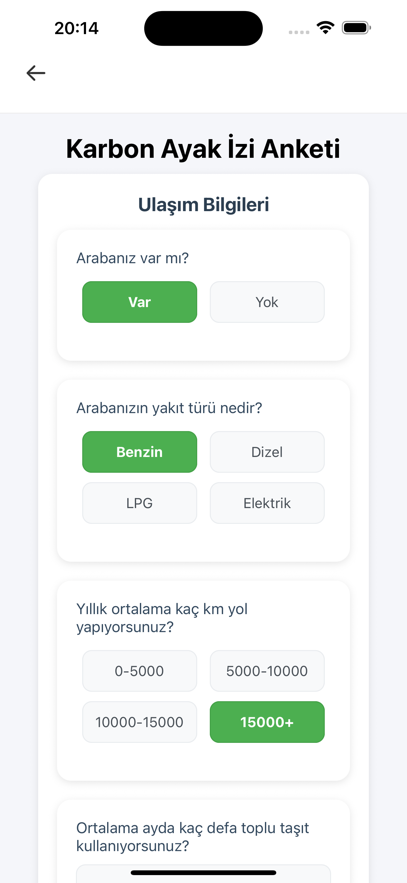 20:14
Karbon Ayak İzi Anketi
Ulaşım Bilgileri
Arabanız var mı?
Var
Yok
Arabanızın yakıt türü nedir?
Benzin
Dizel
LPG
Elektrik
Yıllık ortalama kaç km yol
yapıyorsunuz?
0-5000
5000-10000
10000-15000
15000+
Ortalama ayda kaç defa toplu taşıt
kullanıyorsunuz?